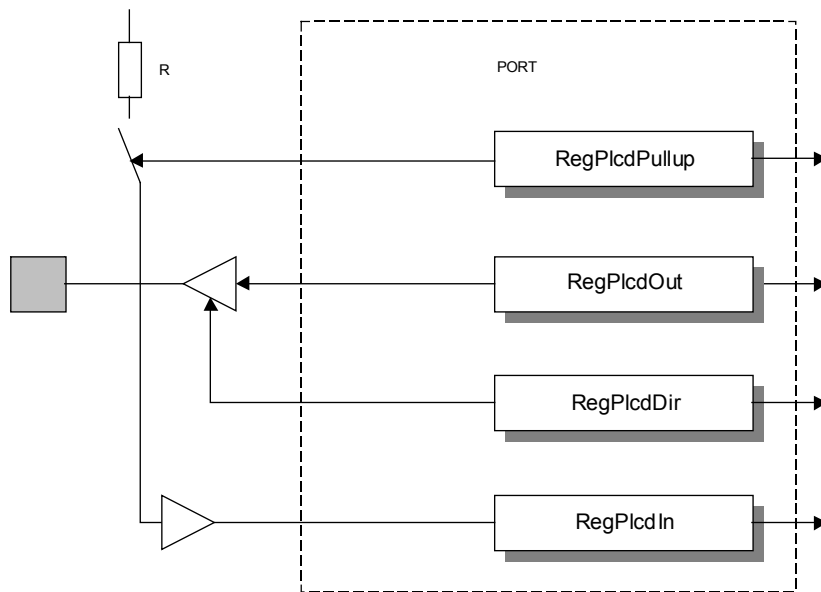 R
PORT
RegPlcdPullup
RegPlcdOut
RegPlcdDir
RegPlcdIn